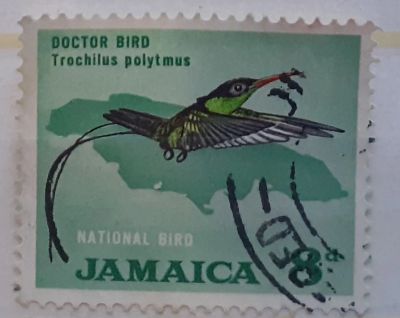 DOCTOR BIRD
Trochilus polytmus
NATIONAL BIRD
JAMAICA 8d